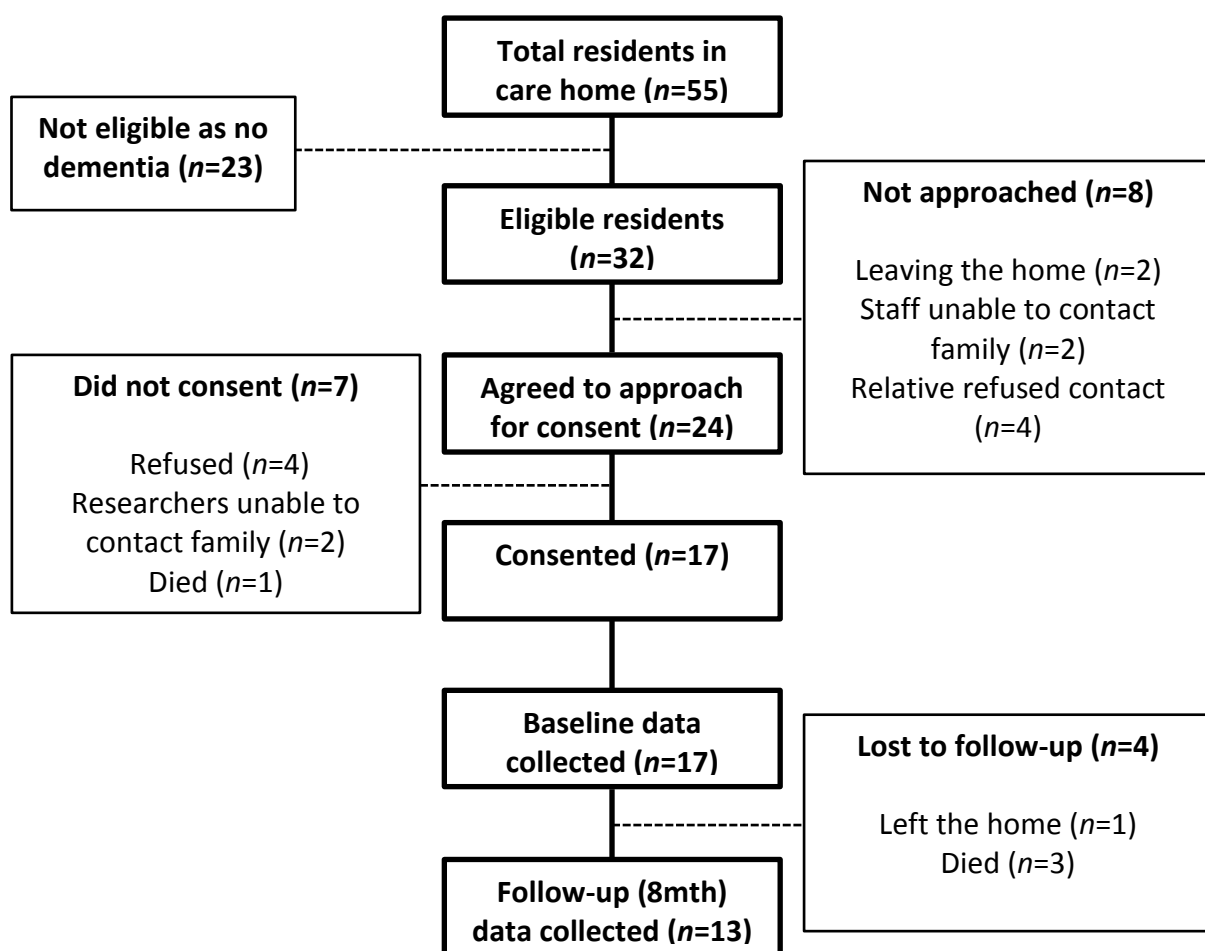 Total residents in
care home (n=55)
Not eligible as no
dementia (n=23)
Eligible residents
(n=32)
Not approached (n=8)
Leaving the home (n=2)
Staff unable to contact
family (n=2)
Relative refused contact
(n=4)
Agreed to approach
for consent (n=24)
Did not consent (n=7)
Refused (n=4)
Researchers unable to
contact family (n=2)
Died (n=1)
Consented (n=17)
Baseline data
collected (n=17)
Lost to follow-up (n=4)
Left the home (n=1)
Died (n=3)
Follow-up (8mth)
data collected (n=13)